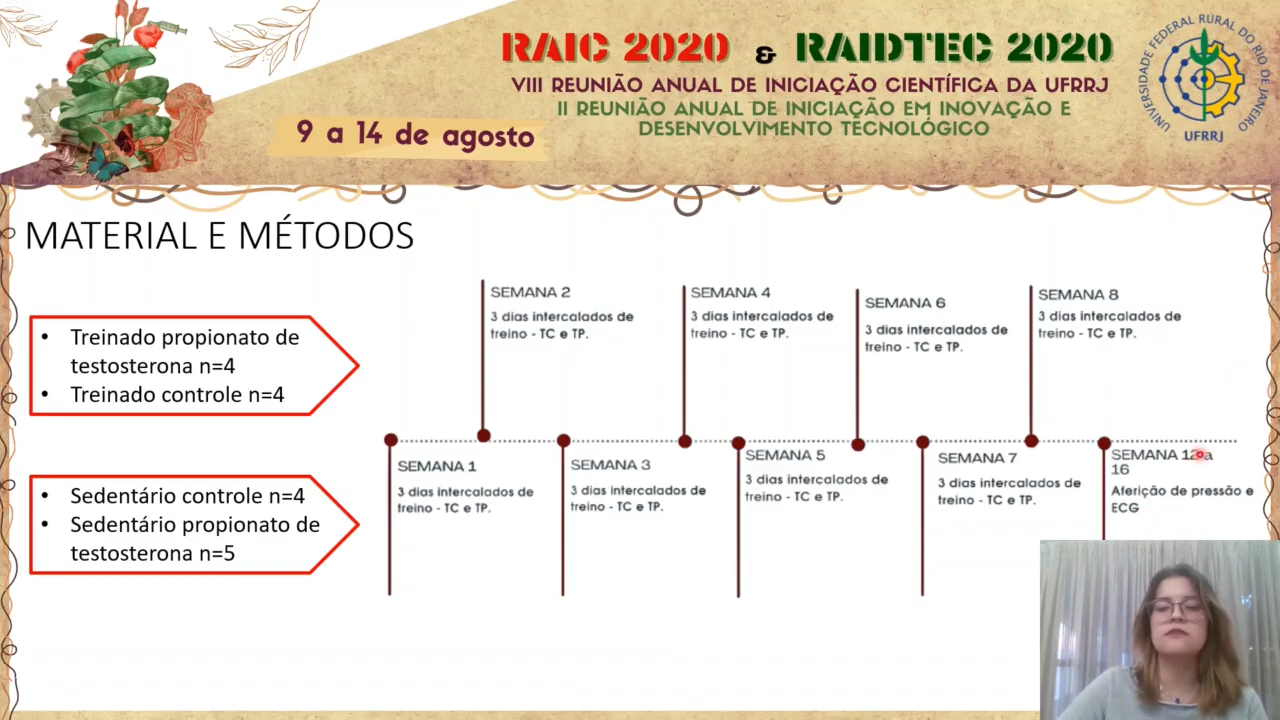 RAIC 2020 & RAIDTEC 2020
VIII REUNIÃO ANUAL DE INICIAÇÃO CIENTÍFICA DA UFRRJ
II REUNIÃO ANUAL DE INICIAÇÃO EM INOVAÇÃO E
DESENVOLVIMENTO TECNOLÓGICO
9 a 14 de agosto
UNIVERSIDADE FEDERAL RURAL DO RIO DE JANEIRO
UFRRJ
MATERIAL E MÉTODOS
• Treinado propionato de
testosterona n=4
• Treinado controle n=4
• Sedentário controle n=4
• Sedentário propionato de
testosterona n=5
SEMANA 2
3 dias intercalados de
treino - TC e TP.
SEMANA 4
3 dias intercalados de
treino - TC e TP.
SEMANA 6
3 dias intercalados de
treino - TC e TP.
SEMANA 8
3 dias intercalados de
treino - TC e TP.
SEMANA 1
3 dias intercalados de
treino - TC e TP.
SEMANA 3
3 dias intercalados de
treino - TC e TP.
SEMANA 5
3 dias intercalados de
treino - TC e TP.
SEMANA 7
3 dias intercalados de
treino - TC e TP.
SEMANA 12 a
16
Aferição de pressão e
ECG